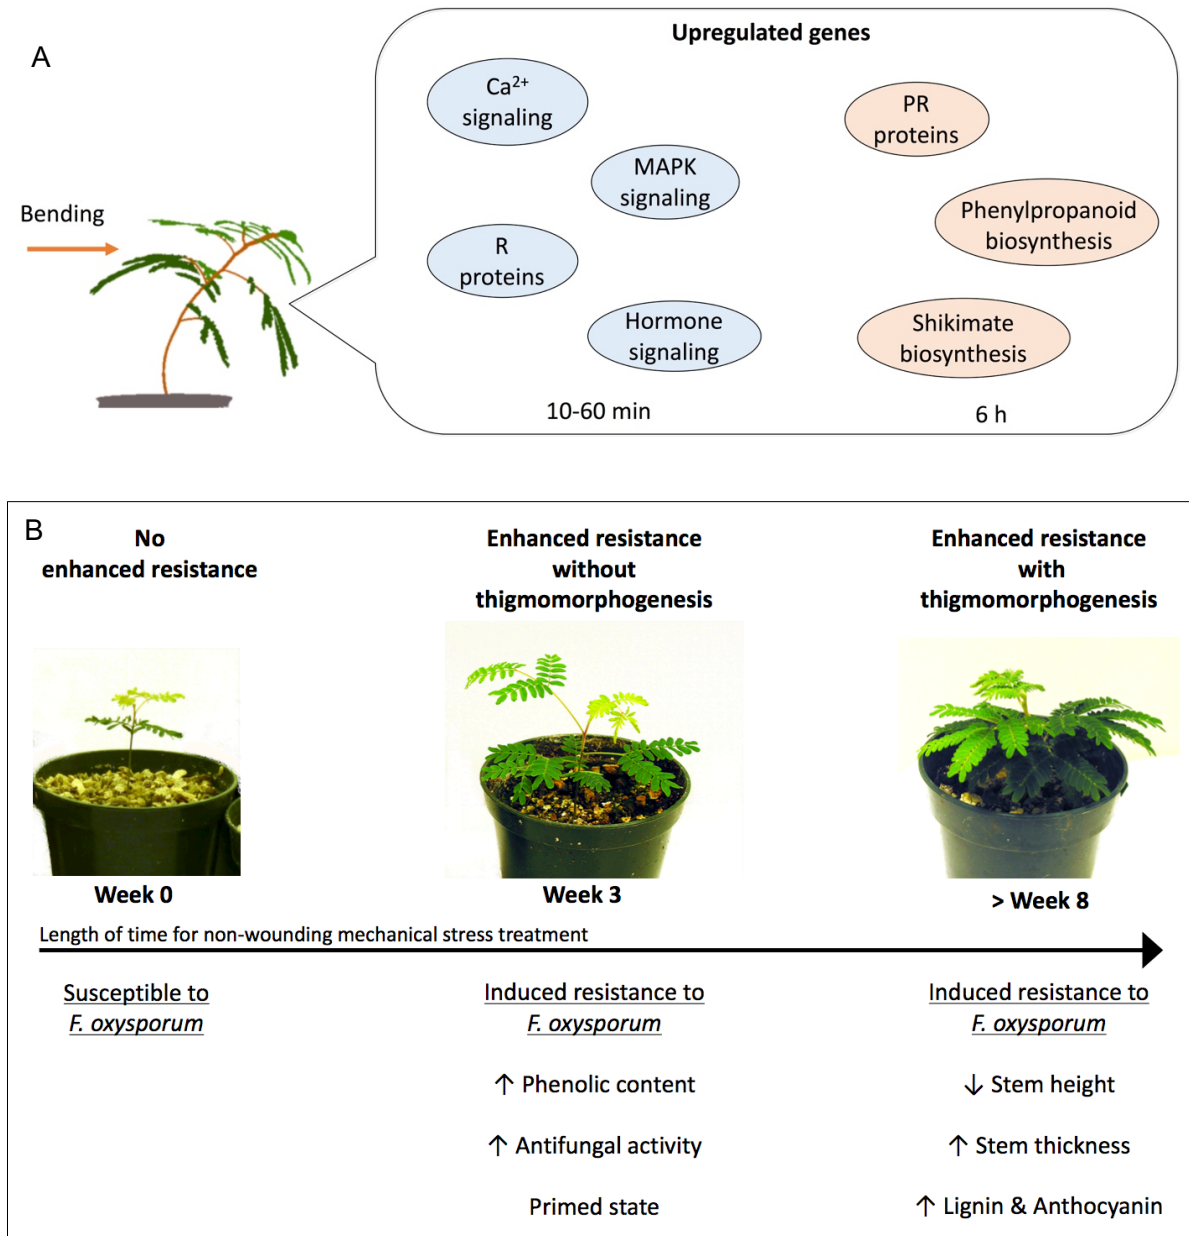 A
Upregulated genes
Bending
Ca²⁺
signaling
MAPK
signaling
R
proteins
Hormone
signaling
10-60 min
PR
proteins
Phenylpropanoid
biosynthesis
Shikimate
biosynthesis
6 h
B
No
enhanced resistance
Enhanced resistance
without
thigmomorphogenesis
Enhanced resistance
with
thigmomorphogenesis
Week 0
Week 3
> Week 8
Length of time for non-wounding mechanical stress treatment
Susceptible to
F. oxysporum
Induced resistance to
F. oxysporum
↑ Phenolic content
↑ Antifungal activity
Primed state
Induced resistance to
F. oxysporum
↓ Stem height
↑ Stem thickness
↑ Lignin & Anthocyanin